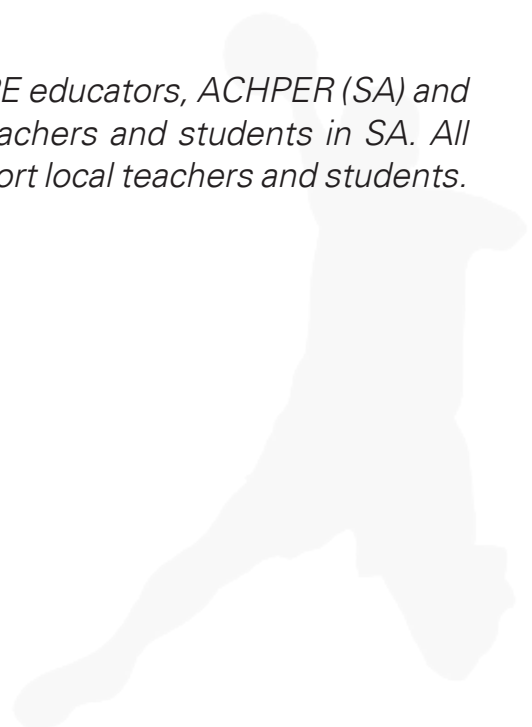 E educators, ACHPER (SA) and
achers and students in SA. All
ort local teachers and students.